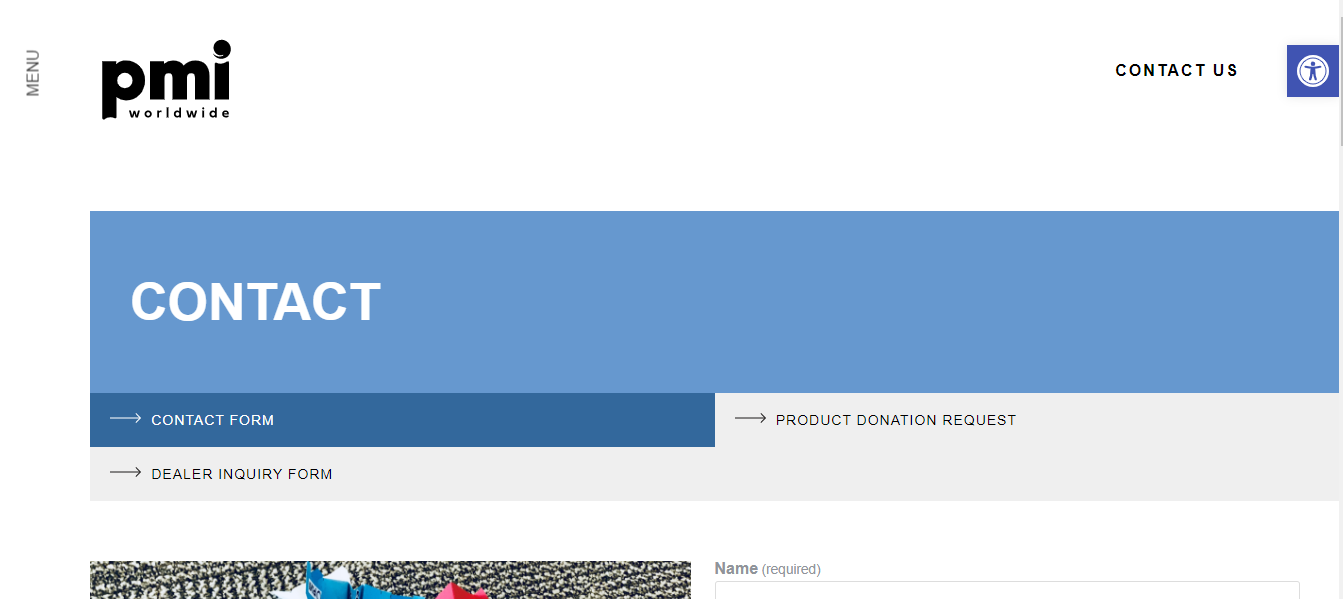 MENU
pmi
worldwide
CONTACT US
CONTACT
CONTACT FORM
PRODUCT DONATION REQUEST
DEALER INQUIRY FORM
Name (required)